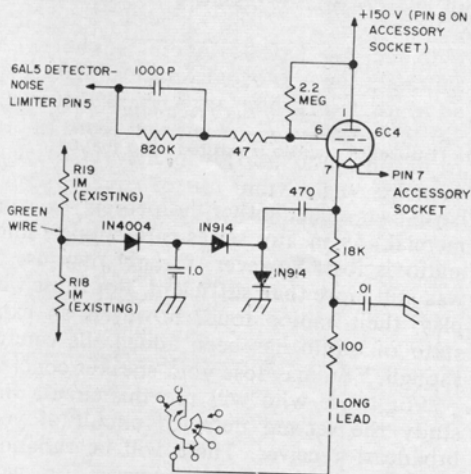 +150 V (PIN 8 ON
ACCESSORY
SOCKET)
6AL5 DETECTOR-
NOISE
LIMITER PIN 5
1000 P
2.2
MEG
820K
47
1
6
6C4
7
PIN 7
ACCESSORY
SOCKET
R19
1M
(EXISTING)
GREEN
WIRE
1N4004
1N914
470
18K
1.0
1N914
.01
R18
1M
(EXISTING)
100
LONG
LEAD